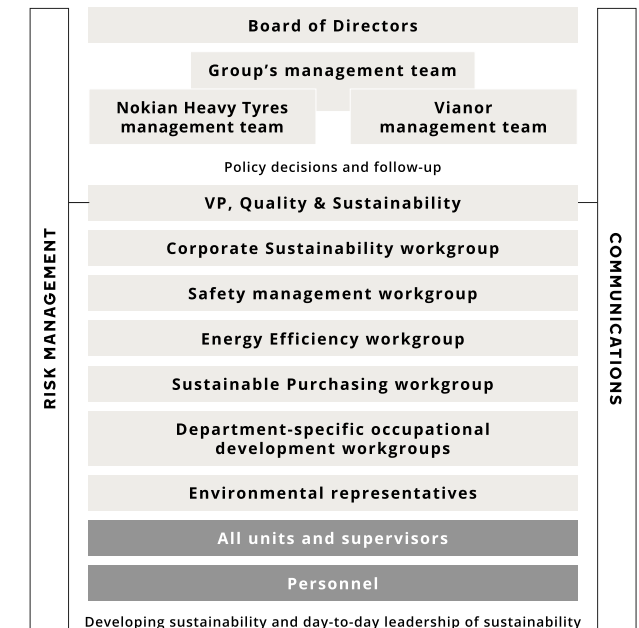 Board of Directors
Group’s management team
Nokian Heavy Tyres
management team
Vianor
management team
Policy decisions and follow-up
VP, Quality & Sustainability
Corporate Sustainability workgroup
Safety management workgroup
Energy Efficiency workgroup
Sustainable Purchasing workgroup
Department-specific occupational
development workgroups
Environmental representatives
All units and supervisors
Personnel
Developing sustainability and day-to-day leadership of sustainability
RISK MANAGEMENT
COMMUNICATIONS